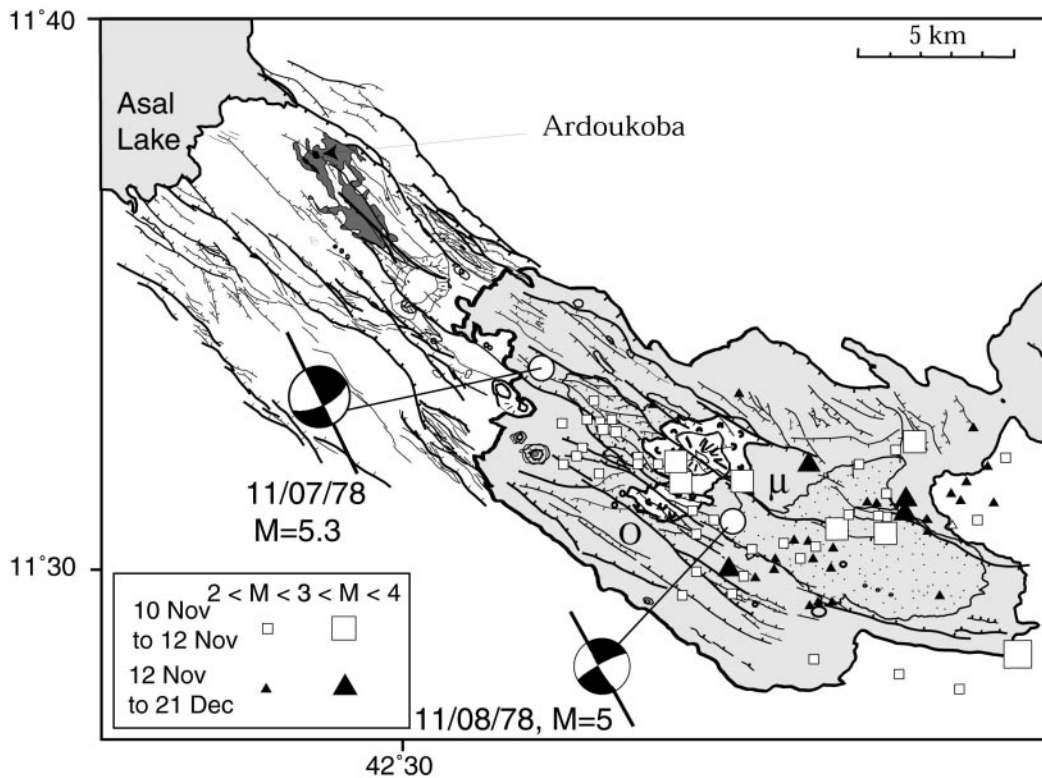 11°40
5 km
Asal
Lake
Ardoukoba
11/07/78
M=5.3
µ
O
11°30
2 < M < 3 < M < 4
10 Nov
to 12 Nov
12 Nov
to 21 Dec
11/08/78, M=5
42°30